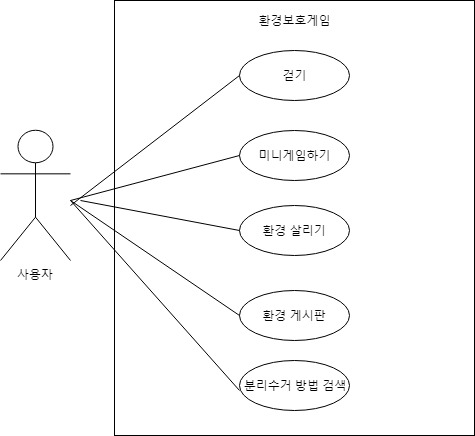 환경보호게임
걷기
미니게임하기
환경 살리기
환경 게시판
분리수거 방법 검색
사용자